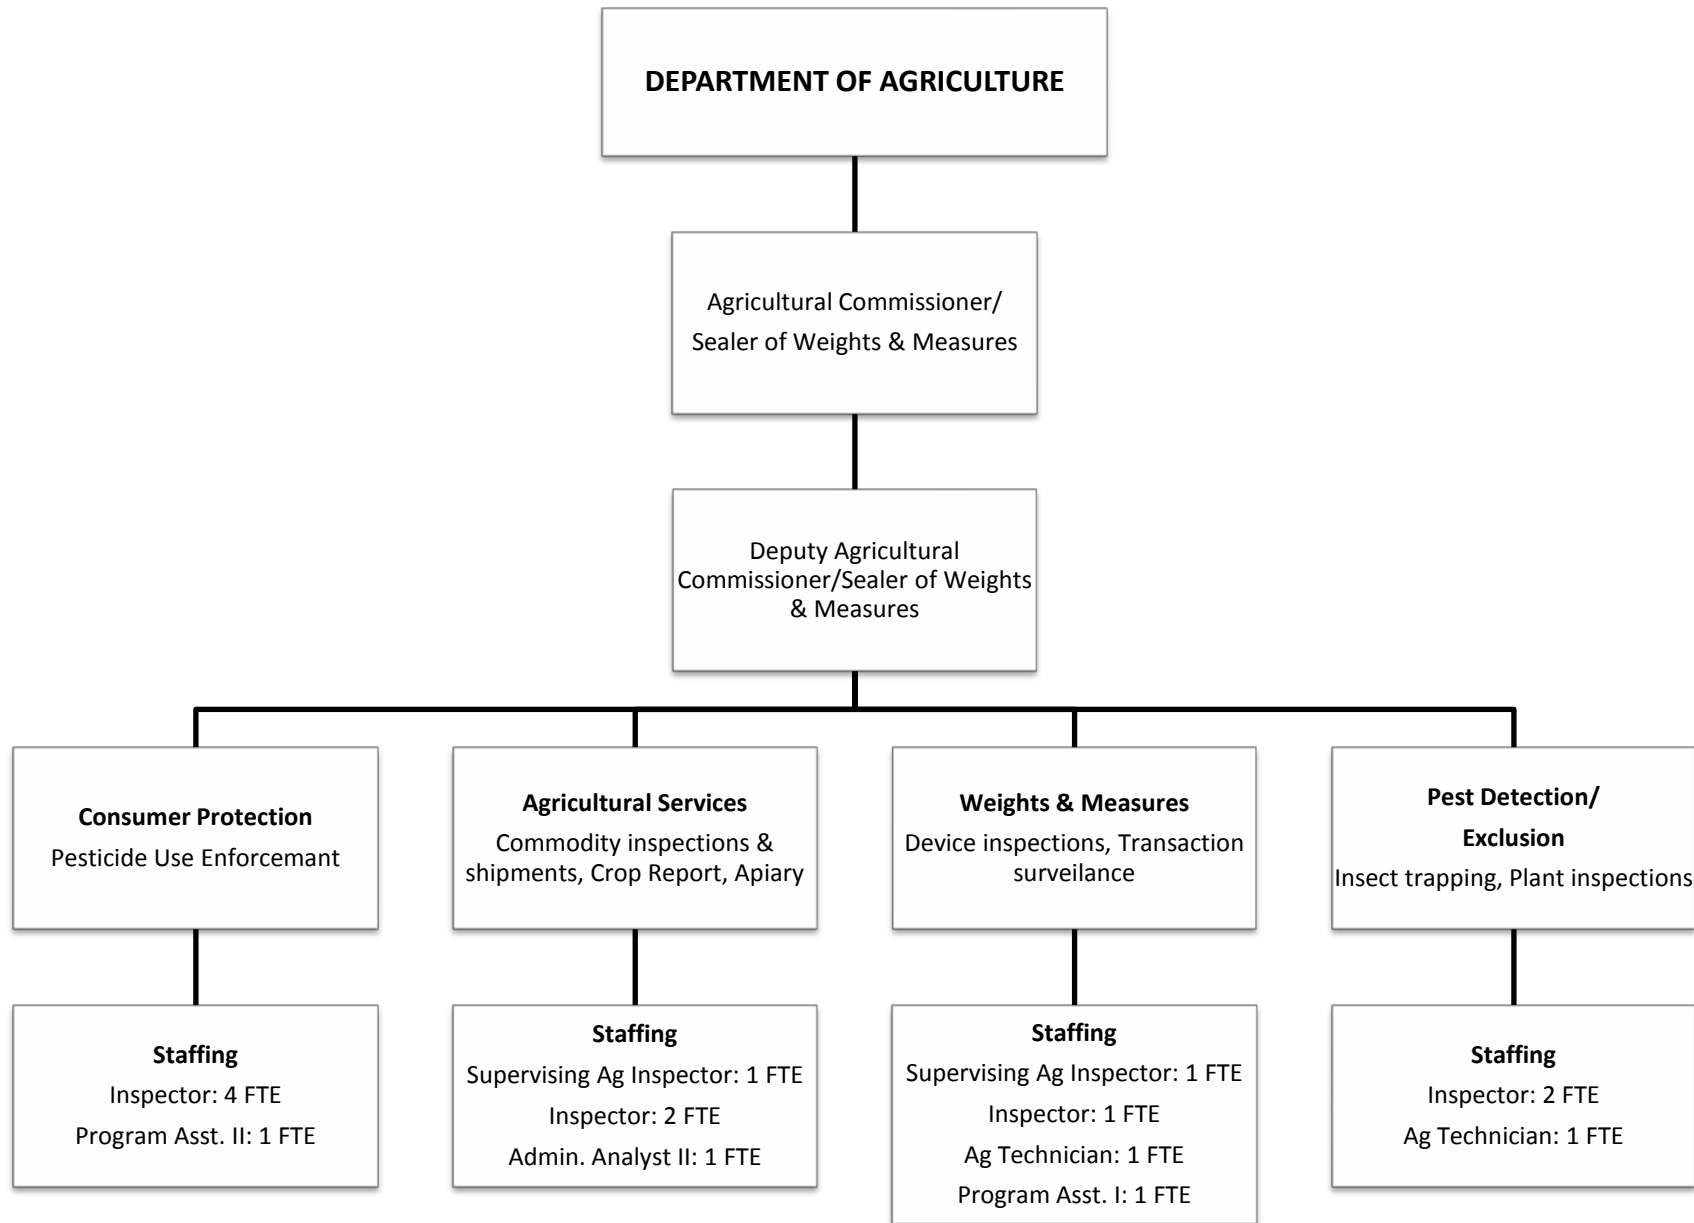 DEPARTMENT OF AGRICULTURE
Agricultural Commissioner/
Sealer of Weights & Measures
Deputy Agricultural
Commissioner/Sealer of Weights
& Measures
Consumer Protection
Pesticide Use Enforcemant
Agricultural Services
Commodity inspections &
shipments, Crop Report, Apiary
Weights & Measures
Device inspections, Transaction
surveilance
Pest Detection/
Exclusion
Insect trapping, Plant inspections
Staffing
Inspector: 4 FTE
Program Asst. II: 1 FTE
Staffing
Supervising Ag Inspector: 1 FTE
Inspector: 2 FTE
Admin. Analyst II: 1 FTE
Staffing
Supervising Ag Inspector: 1 FTE
Inspector: 1 FTE
Ag Technician: 1 FTE
Program Asst. I: 1 FTE
Staffing
Inspector: 2 FTE
Ag Technician: 1 FTE